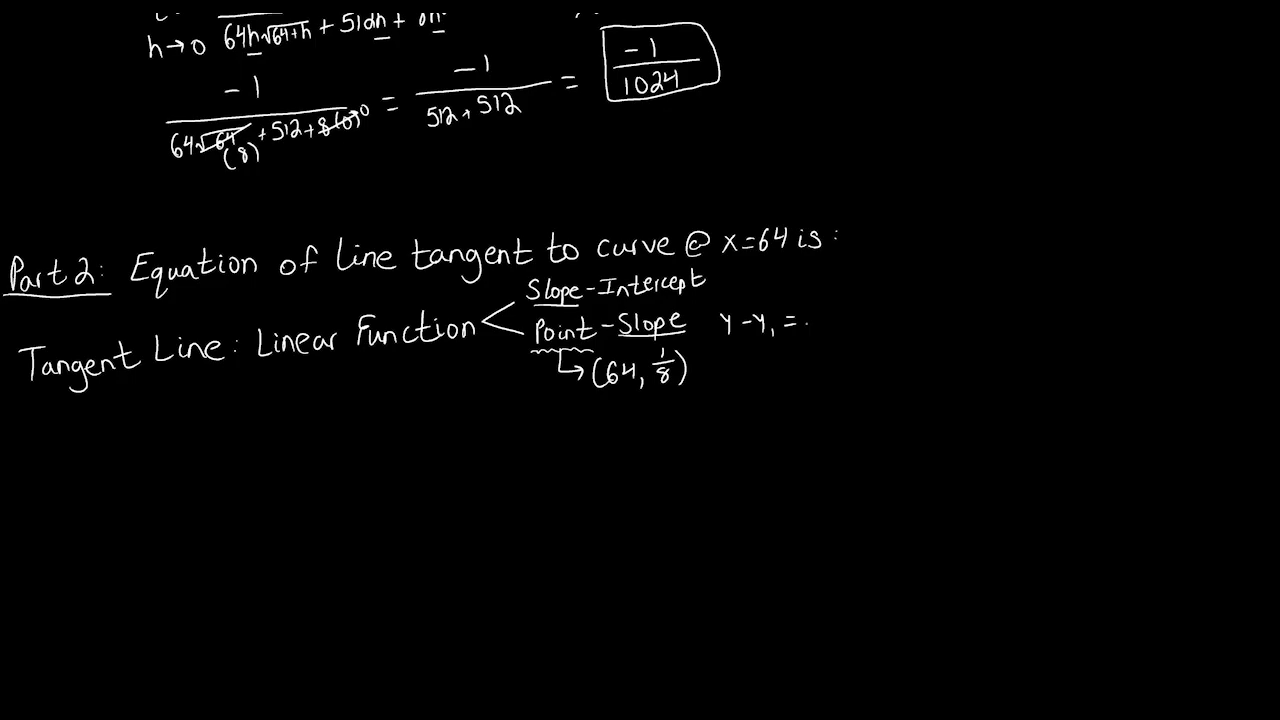 h→0 64h√64+h + 512h + 8h
-1 / 64√64 (8) + 512 + 8(0) 0 = -1 / 512 + 512 = -1 / 1024
Part 2: Equation of line tangent to curve @ x=64 is:
Slope-Intercept
Tangent Line: Linear Function < Point-Slope y-y₁ =
↳ (64, 1/8)